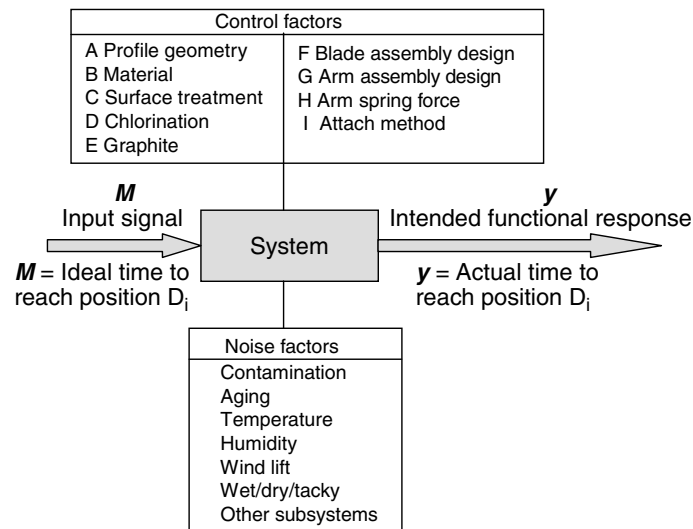 Control factors
A Profile geometry
B Material
C Surface treatment
D Chlorination
E Graphite
F Blade assembly design
G Arm assembly design
H Arm spring force
I Attach method
M
Input signal
M = Ideal time to
reach position Di
System
y
Intended functional response
y = Actual time to
reach position Di
Noise factors
Contamination
Aging
Temperature
Humidity
Wind lift
Wet/dry/tacky
Other subsystems